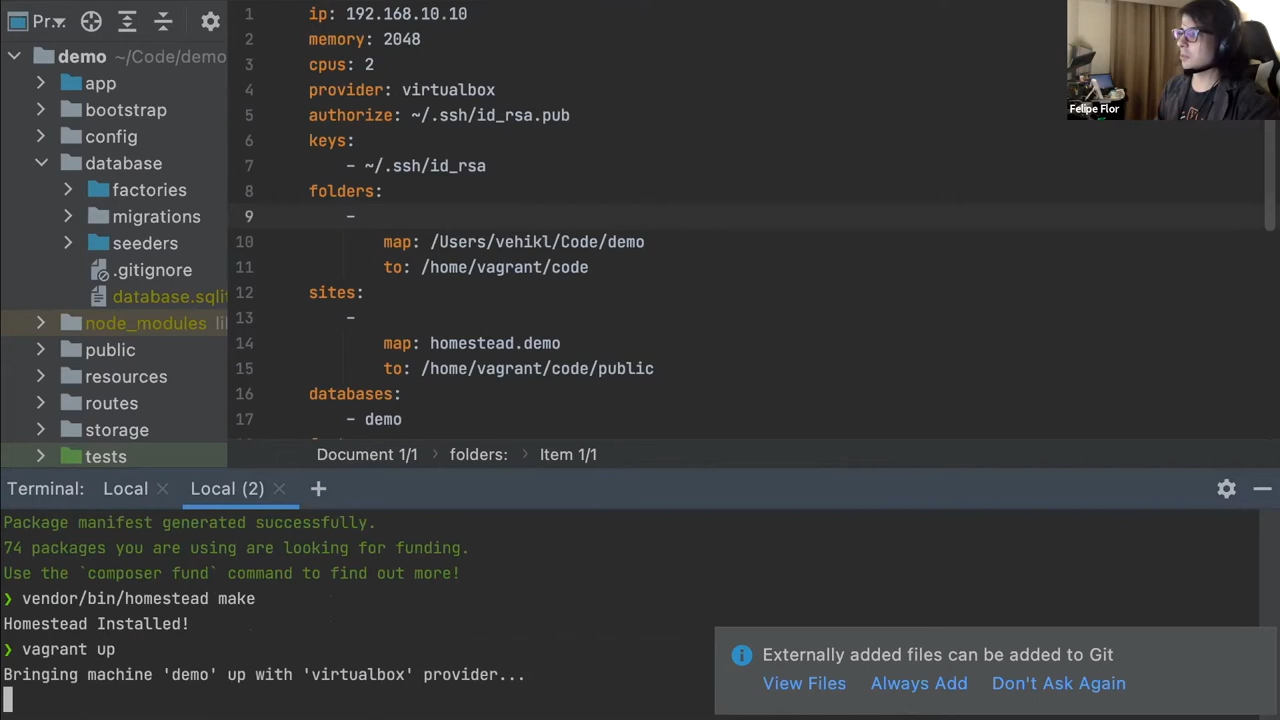 Pr...
demo ~/Code/demo
app
bootstrap
config
database
factories
migrations
seeders
.gitignore
database.sqlit
node_modules li
public
resources
routes
storage
tests
1 ip: 192.168.10.10
2 memory: 2048
3 cpus: 2
4 provider: virtualbox
5 authorize: ~/.ssh/id_rsa.pub
6 keys:
7 - ~/.ssh/id_rsa
8 folders:
9 -
10 map: /Users/vehikl/Code/demo
11 to: /home/vagrant/code
12 sites:
13 -
14 map: homestead.demo
15 to: /home/vagrant/code/public
16 databases:
17 - demo
Document 1/1 › folders: › Item 1/1
Felipe Flor
Terminal: Local × Local (2) × +
Package manifest generated successfully.
74 packages you are using are looking for funding.
Use the `composer fund` command to find out more!
❯ vendor/bin/homestead make
Homestead Installed!
❯ vagrant up
Bringing machine 'demo' up with 'virtualbox' provider...
Externally added files can be added to Git
View Files Always Add Don't Ask Again